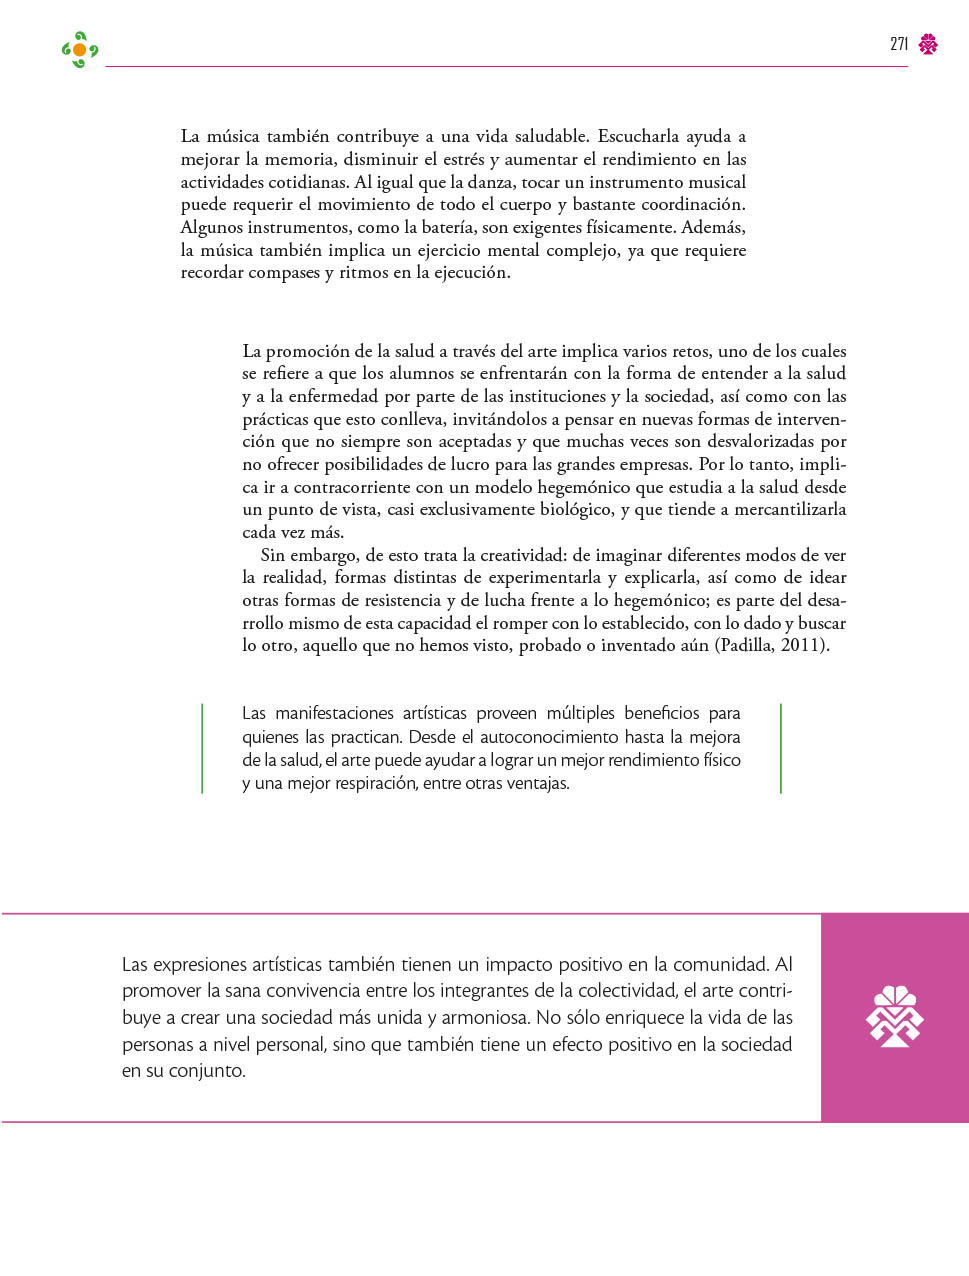 271
La música también contribuye a una vida saludable. Escucharla ayuda a
mejorar la memoria, disminuir el estrés y aumentar el rendimiento en las
actividades cotidianas. Al igual que la danza, tocar un instrumento musical
puede requerir el movimiento de todo el cuerpo y bastante coordinación.
Algunos instrumentos, como la batería, son exigentes físicamente. Además,
la música también implica un ejercicio mental complejo, ya que requiere
recordar compases y ritmos en la ejecución.
La promoción de la salud a través del arte implica varios retos, uno de los cuales
se refiere a que los alumnos se enfrentarán con la forma de entender a la salud
y a la enfermedad por parte de las instituciones y la sociedad, así como con las
prácticas que esto conlleva, invitándolos a pensar en nuevas formas de interven-
ción que no siempre son aceptadas y que muchas veces son desvalorizadas por
no ofrecer posibilidades de lucro para las grandes empresas. Por lo tanto, impli-
ca ir a contracorriente con un modelo hegemónico que estudia a la salud desde
un punto de vista, casi exclusivamente biológico, y que tiende a mercantilizarla
cada vez más.
Sin embargo, de esto trata la creatividad: de imaginar diferentes modos de ver
la realidad, formas distintas de experimentarla y explicarla, así como de idear
otras formas de resistencia y de lucha frente a lo hegemónico; es parte del desa-
rrollo mismo de esta capacidad el romper con lo establecido, con lo dado y buscar
lo otro, aquello que no hemos visto, probado o inventado aún (Padilla, 2011).
Las manifestaciones artísticas proveen múltiples beneficios para
quienes las practican. Desde el autoconocimiento hasta la mejora
de la salud, el arte puede ayudar a lograr un mejor rendimiento físico
y una mejor respiración, entre otras ventajas.
Las expresiones artísticas también tienen un impacto positivo en la comunidad. Al
promover la sana convivencia entre los integrantes de la colectividad, el arte contri-
buye a crear una sociedad más unida y armoniosa. No sólo enriquece la vida de las
personas a nivel personal, sino que también tiene un efecto positivo en la sociedad
en su conjunto.